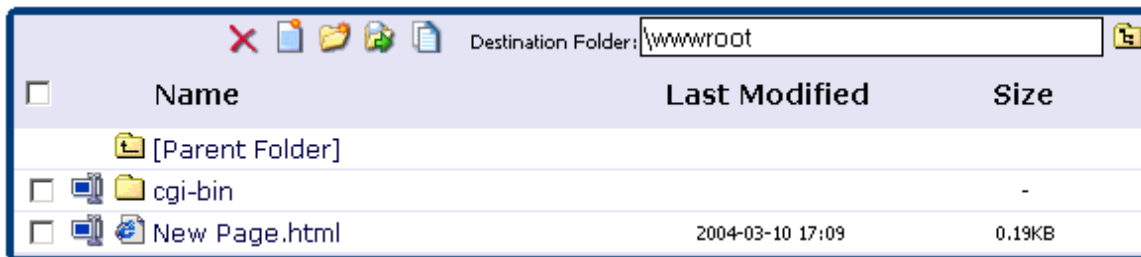 Destination Folder: \wwwroot
Name Last Modified Size
[Parent Folder]
cgi-bin -
New Page.html 2004-03-10 17:09 0.19KB